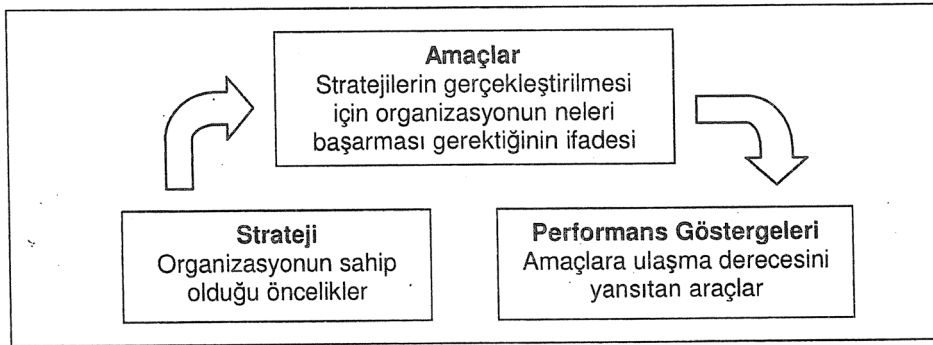 Amaçlar
Stratejilerin gerçekleştirilmesi
için organizasyonun neleri
başarması gerektiğinin ifadesi
Strateji
Organizasyonun sahip
olduğu öncelikler
Performans Göstergeleri
Amaçlara ulaşma derecesini
yansıtan araçlar